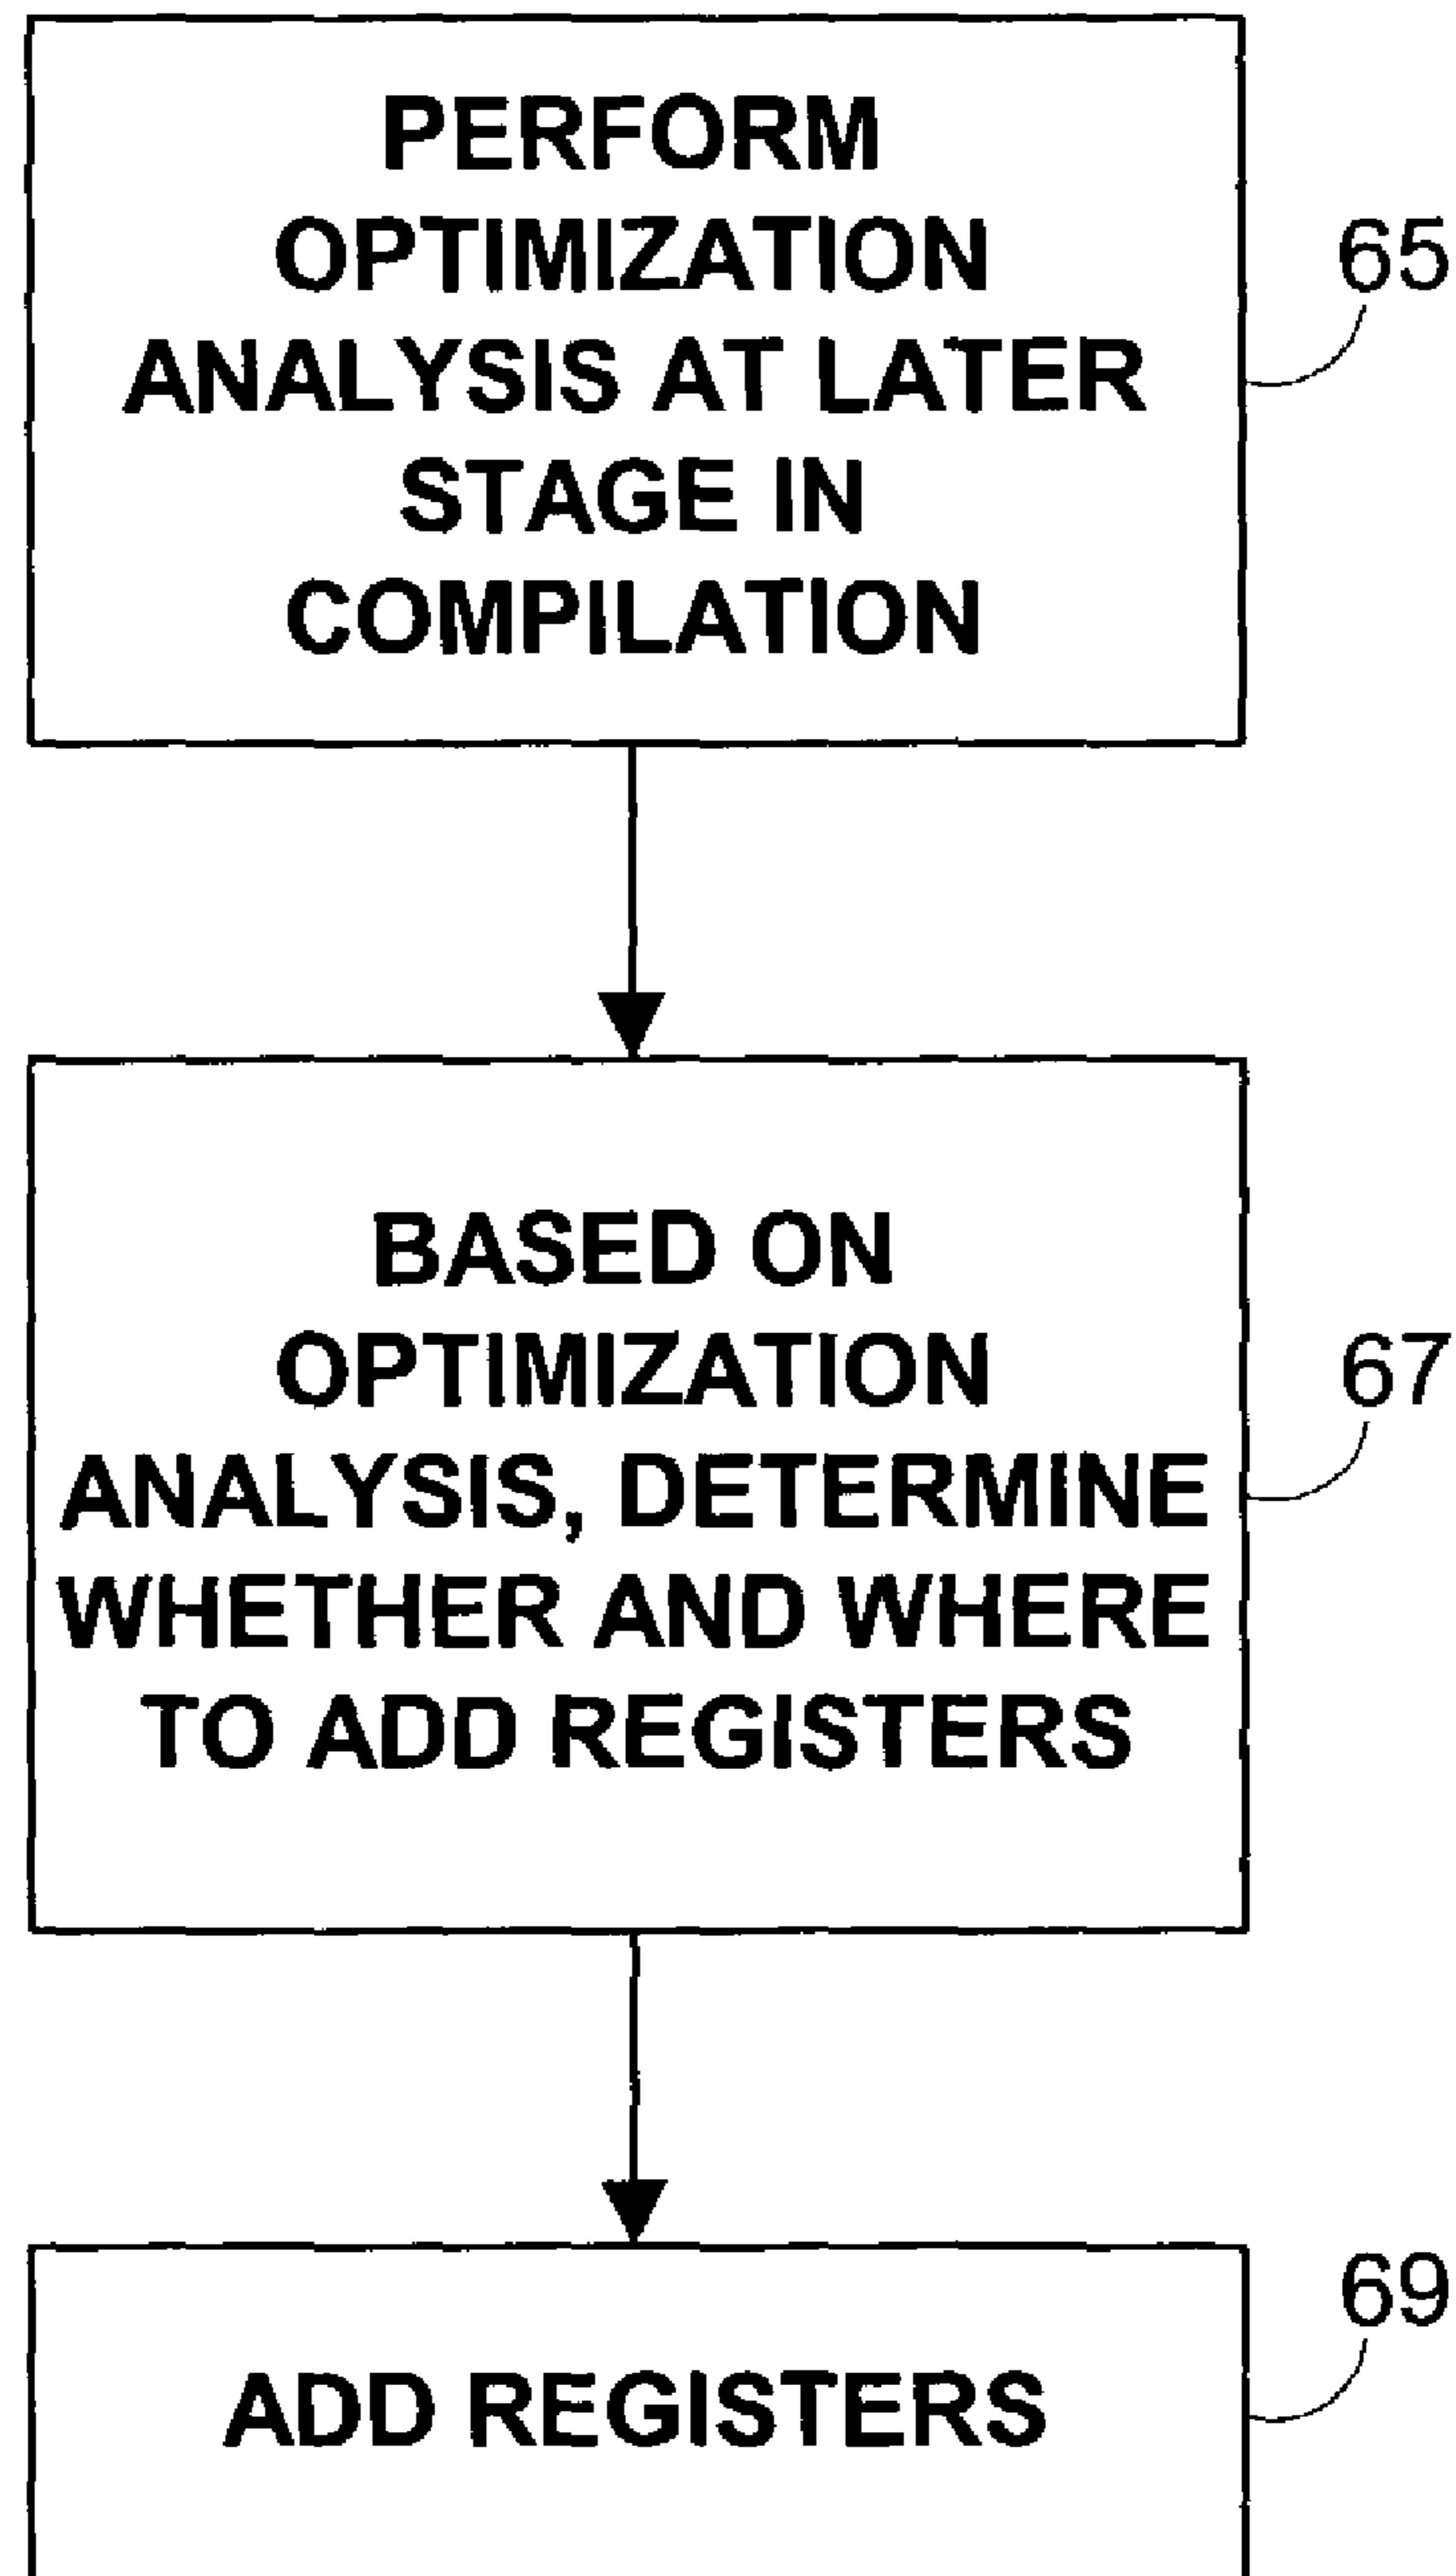 PERFORM
OPTIMIZATION
ANALYSIS AT LATER
STAGE IN
COMPILATION
65
BASED ON
OPTIMIZATION
ANALYSIS, DETERMINE
WHETHER AND WHERE
TO ADD REGISTERS
67
ADD REGISTERS
69